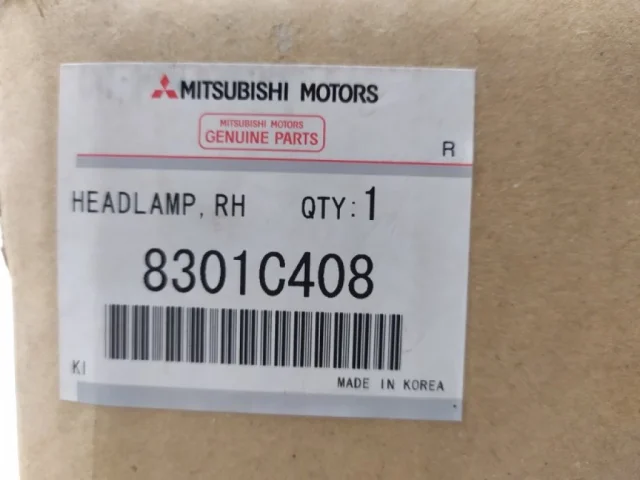 MITSUBISHI MOTORS
MITSUBISHI MOTORS
GENUINE PARTS
R
HEADLAMP, RH QTY: 1
8301C408
KI
MADE IN KOREA